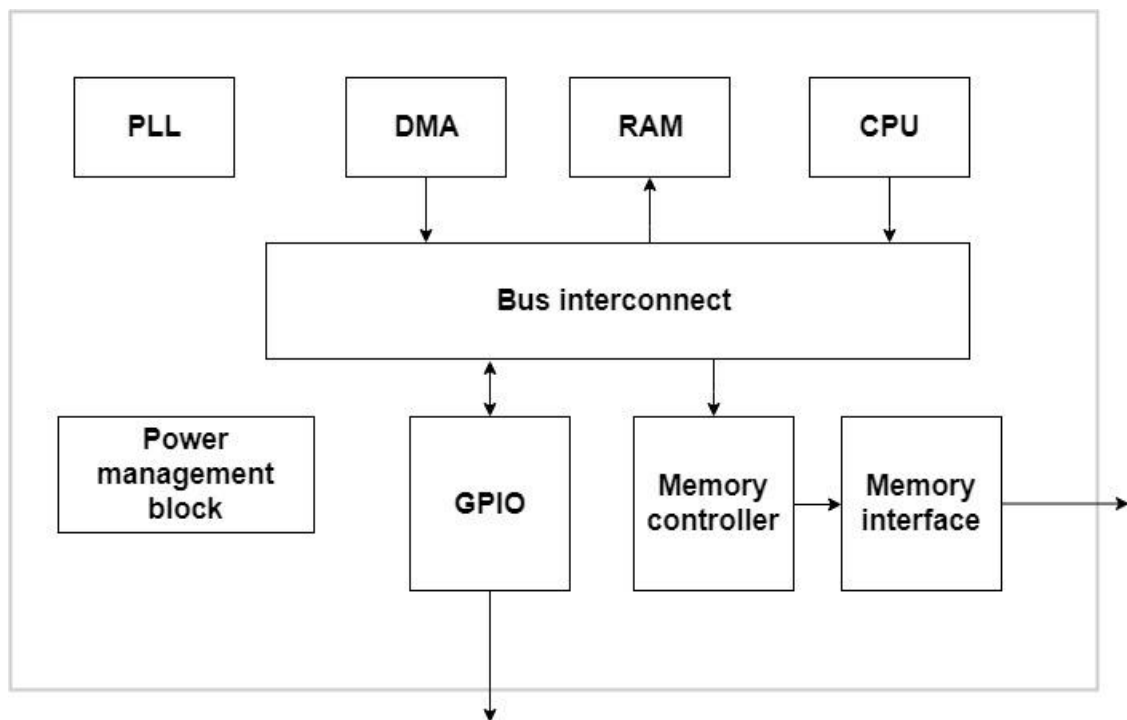 PLL
DMA
RAM
CPU
Bus interconnect
Power
management
block
GPIO
Memory
controller
Memory
interface